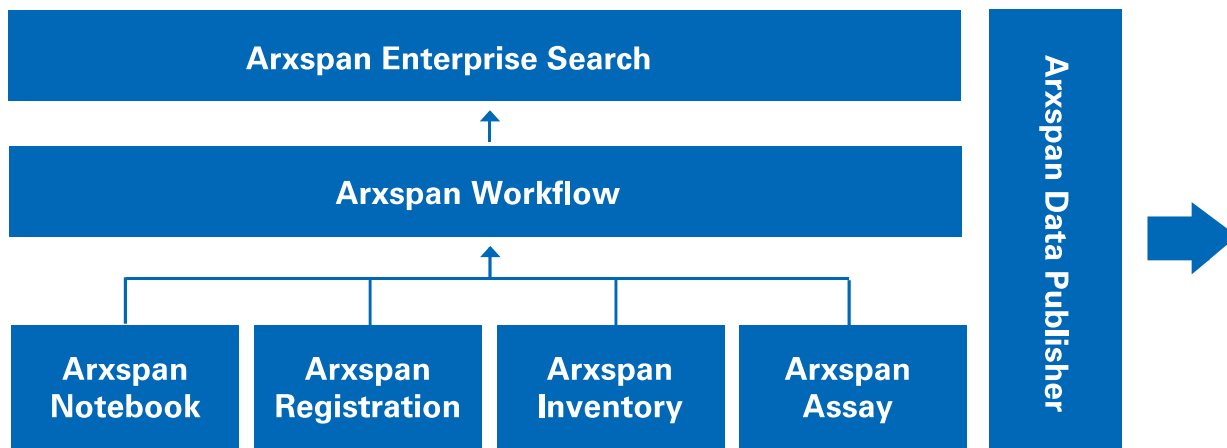 Arxspan Enterprise Search
Arxspan Workflow
Arxspan
Notebook
Arxspan
Registration
Arxspan
Inventory
Arxspan
Assay
Arxspan Data Publisher